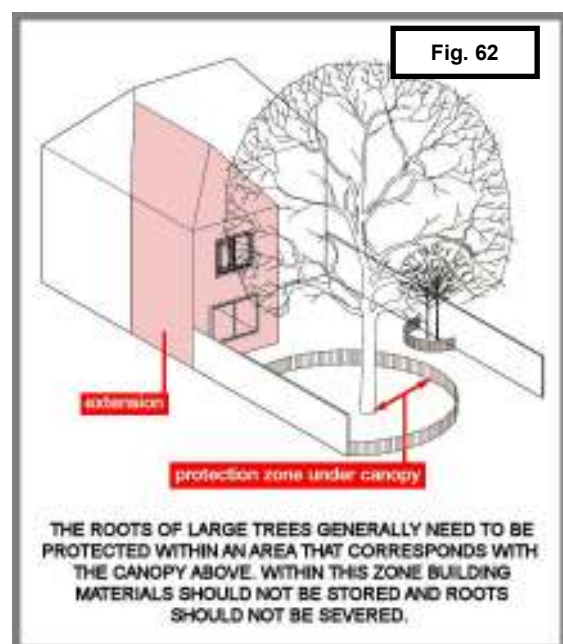 Fig. 62
extension
protection zone under canopy
THE ROOTS OF LARGE TREES GENERALLY NEED TO BE
PROTECTED WITHIN AN AREA THAT CORRESPONDS WITH
THE CANOPY ABOVE. WITHIN THIS ZONE BUILDING
MATERIALS SHOULD NOT BE STORED AND ROOTS
SHOULD NOT BE SEVERED.